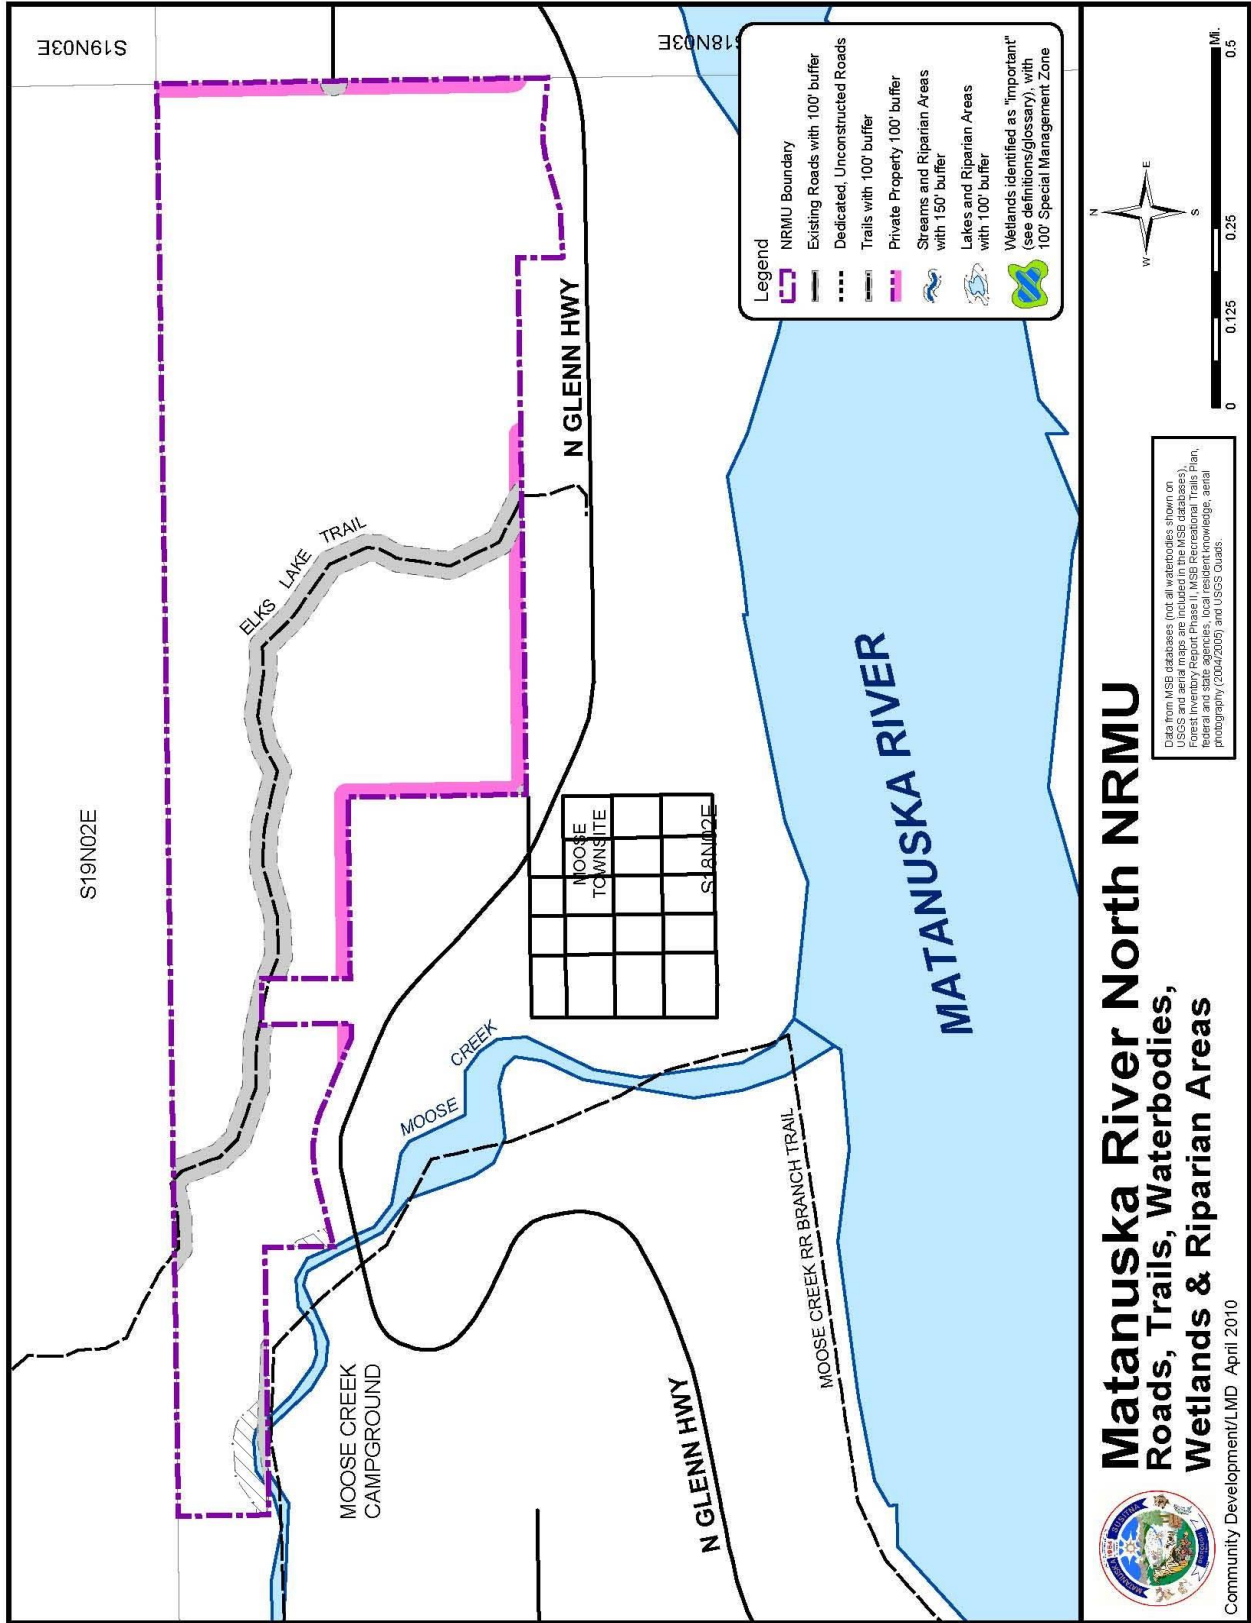 S19N02E
S19N03E
ELKS LAKE TRAIL
MOOSE CREEK
CAMPGROUND
MOOSE CREEK
N GLENN HWY
N GLENN HWY
MOOSE
TOWNSITE
S18N02E
S18N03E
MOOSE CREEK RR BRANCH TRAIL
MATANUSKA RIVER
Legend
NRMU Boundary
Existing Roads with 100' buffer
Dedicated, Unconstructed Roads
Trails with 100' buffer
Private Property 100' buffer
Streams and Riparian Areas
with 150' buffer
Lakes and Riparian Areas
with 100' buffer
Wetlands identified as "important"
(see definitions/glossary), with
100' Special Management Zone
Matanuska River North NRMU
Roads, Trails, Waterbodies,
Wetlands & Riparian Areas
Community Development/LMD April 2010
Data from MSB databases (not all waterbodies shown on
USGS and aerial maps are included in the MSB databases),
Forest Inventory Report Phase II, MSB Recreational Trails Plan,
federal and state agencies, local resident knowledge, aerial
photography (2004/2005) and USGS Quads.
N
W
E
S
0 0.125 0.25 0.5
Mi.
MATANUSKA
SUSITNA
1964